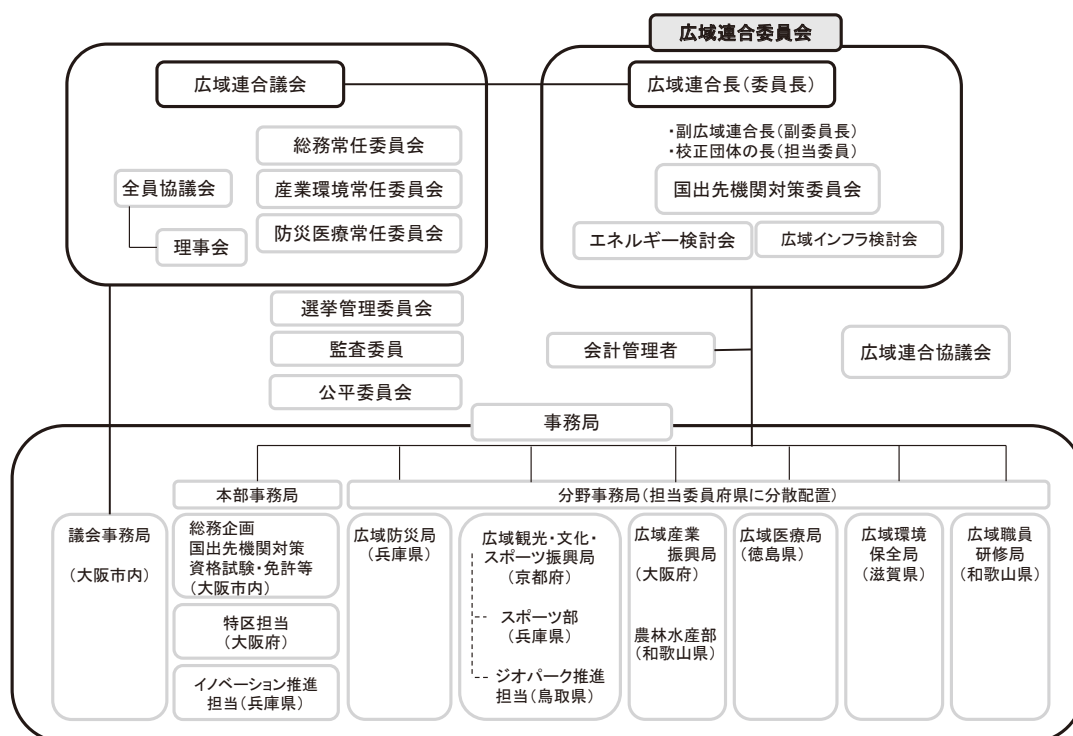 広域連合委員会
広域連合議会
広域連合長(委員長)
総務常任委員会
産業環境常任委員会
防災医療常任委員会
全員協議会
理事会
・副広域連合長(副委員長)
・校正団体の長(担当委員)
国出先機関対策委員会
エネルギー検討会
広域インフラ検討会
選挙管理委員会
監査委員
公平委員会
会計管理者
広域連合協議会
事務局
本部事務局
分野事務局(担当委員府県に分散配置)
議会事務局
(大阪市内)
総務企画
国出先機関対策
資格試験・免許等
(大阪市内)
特区担当
(大阪府)
イノベーション推進
担当(兵庫県)
広域防災局
(兵庫県)
広域観光・文化・
スポーツ振興局
(京都府)
スポーツ部
(兵庫県)
ジオパーク推進
担当(鳥取県)
広域産業
振興局
(大阪府)
農林水産部
(和歌山県)
広域医療局
(徳島県)
広域環境
保全局
(滋賀県)
広域職員
研修局
(和歌山県)